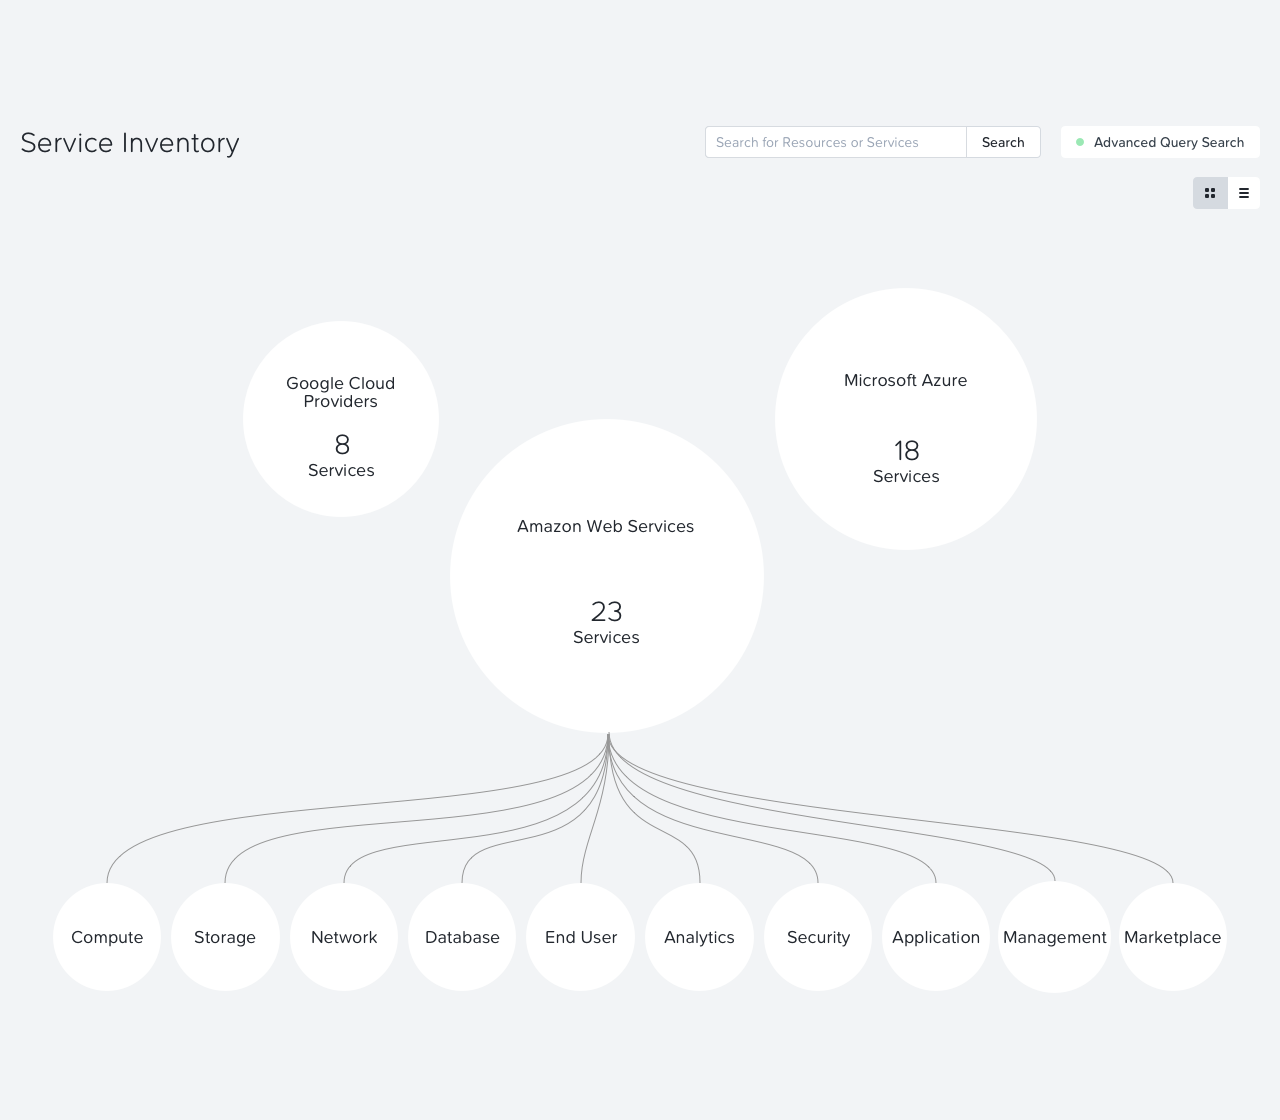 Service Inventory
Search for Resources or Services
Search
Advanced Query Search
Google Cloud
Providers
8
Services
Microsoft Azure
18
Services
Amazon Web Services
23
Services
Compute
Storage
Network
Database
End User
Analytics
Security
Application
Management
Marketplace